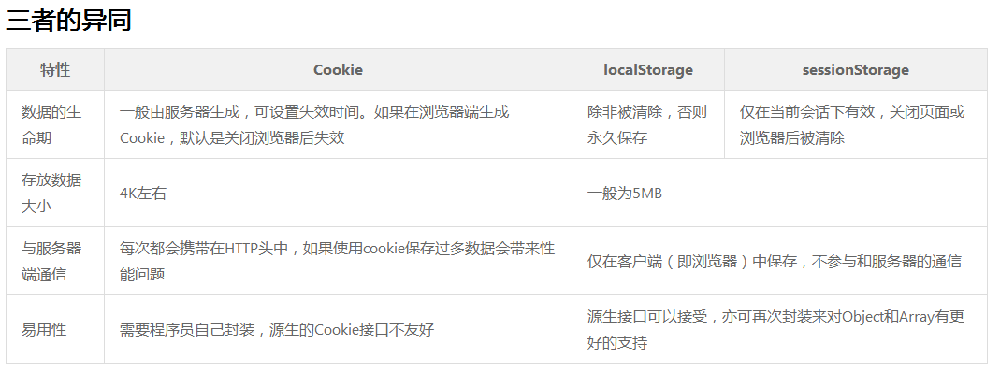 三者的异同
特性
Cookie
localStorage
sessionStorage
数据的生
命期
一般由服务器生成，可设置失效时间。如果在浏览器端生成
Cookie，默认是关闭浏览器后失效
除非被清除，否则
永久保存
仅在当前会话下有效，关闭页面或
浏览器后被清除
存放数据
大小
4K左右
一般为5MB
与服务器
端通信
每次都会携带在HTTP头中，如果使用cookie保存过多数据会带来性
能问题
仅在客户端（即浏览器）中保存，不参与和服务器的通信
易用性
需要程序员自己封装，源生的Cookie接口不友好
源生接口可以接受，亦可再次封装来对Object和Array有更
好的支持